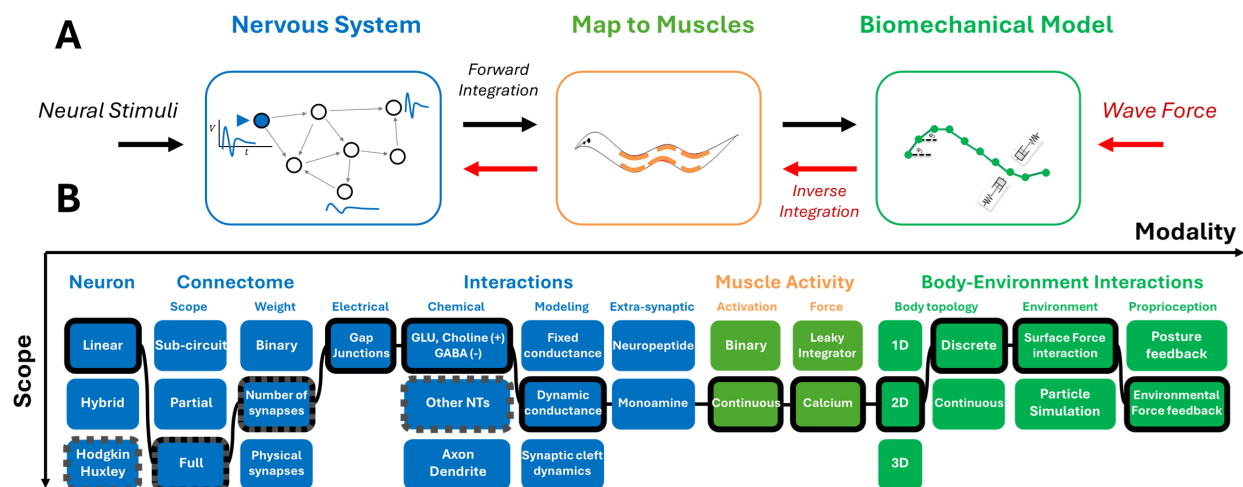 A
Nervous System
Map to Muscles
Biomechanical Model
Neural Stimuli
Forward
Integration
Wave Force
V
t
Inverse
Integration
B
Modality
Scope
Neuron
Connectome
Interactions
Muscle Activity
Body-Environment Interactions
Scope
Weight
Electrical
Chemical
Modeling
Extra-synaptic
Activation
Force
Body topology
Environment
Proprioception
Linear
Sub-circuit
Binary
Gap
Junctions
GLU, Choline (+)
GABA (-)
Fixed
conductance
Neuropeptide
Binary
Leaky
Integrator
1D
Discrete
Surface Force
interaction
Posture
feedback
Hybrid
Partial
Number of
synapses
Other NTs
Dynamic
conductance
Monoamine
Continuous
Calcium
2D
Continuous
Particle
Simulation
Environmental
Force feedback
Hodgkin
Huxley
Full
Physical
synapses
Axon
Dendrite
Synaptic cleft
dynamics
3D